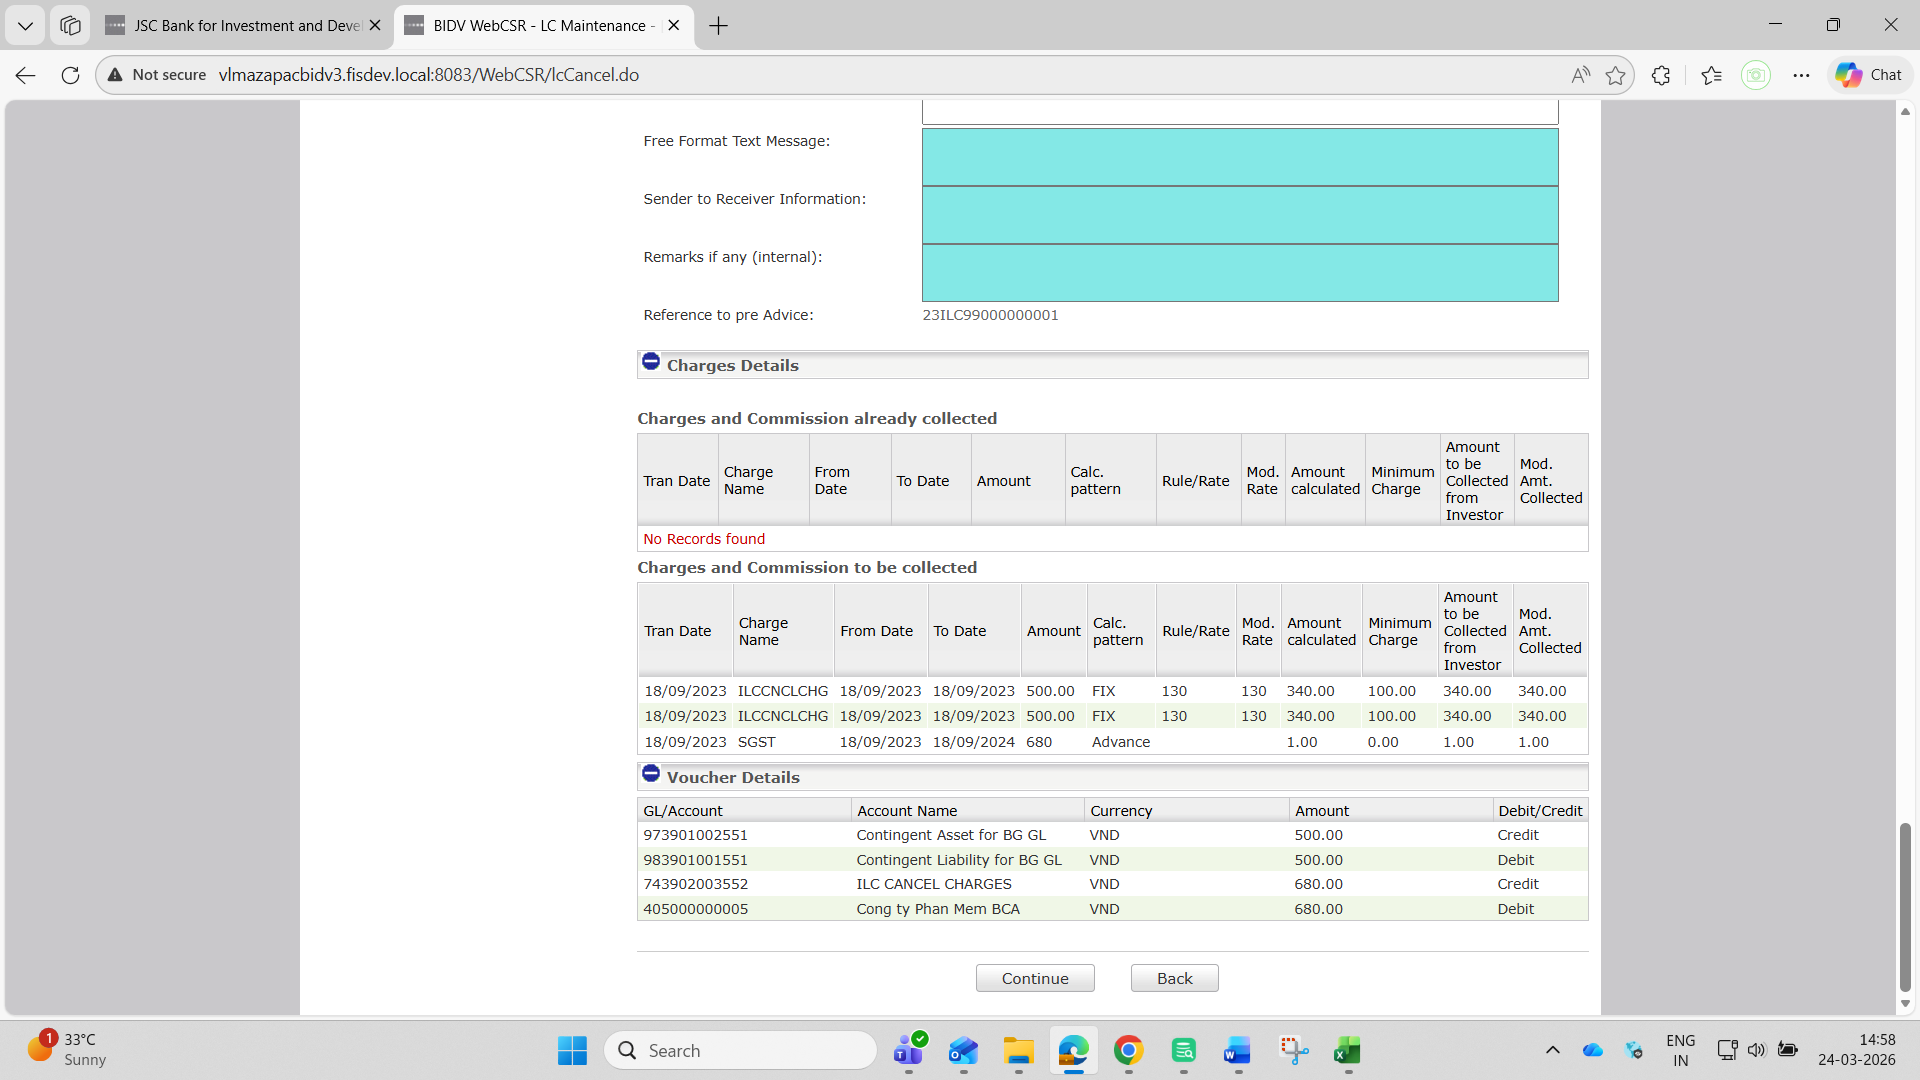 JSC Bank for Investment and Deve
BIDV WebCSR - LC Maintenance -
Not secure vlmazapacbidv3.fisdev.local:8083/WebCSR/lcCancel.do
Chat
Free Format Text Message:
Sender to Receiver Information:
Remarks if any (internal):
Reference to pre Advice: 23ILC99000000001
Charges Details
Charges and Commission already collected
Tran Date Charge Name From Date To Date Amount Calc. pattern Rule/Rate Mod. Rate Amount calculated Minimum Charge Amount to be Collected from Investor Mod. Amt. Collected
No Records found
Charges and Commission to be collected
Tran Date Charge Name From Date To Date Amount Calc. pattern Rule/Rate Mod. Rate Amount calculated Minimum Charge Amount to be Collected from Investor Mod. Amt. Collected
18/09/2023 ILCCNCLCHG 18/09/2023 18/09/2023 500.00 FIX 130 130 340.00 100.00 340.00 340.00
18/09/2023 ILCCNCLCHG 18/09/2023 18/09/2023 500.00 FIX 130 130 340.00 100.00 340.00 340.00
18/09/2023 SGST 18/09/2023 18/09/2024 680 Advance 1.00 0.00 1.00 1.00
Voucher Details
GL/Account Account Name Currency Amount Debit/Credit
973901002551 Contingent Asset for BG GL VND 500.00 Credit
983901001551 Contingent Liability for BG GL VND 500.00 Debit
743902003552 ILC CANCEL CHARGES VND 680.00 Credit
405000000005 Cong ty Phan Mem BCA VND 680.00 Debit
Continue Back
1 33°C
Sunny
Search
ENG
IN
14:58
24-03-2026